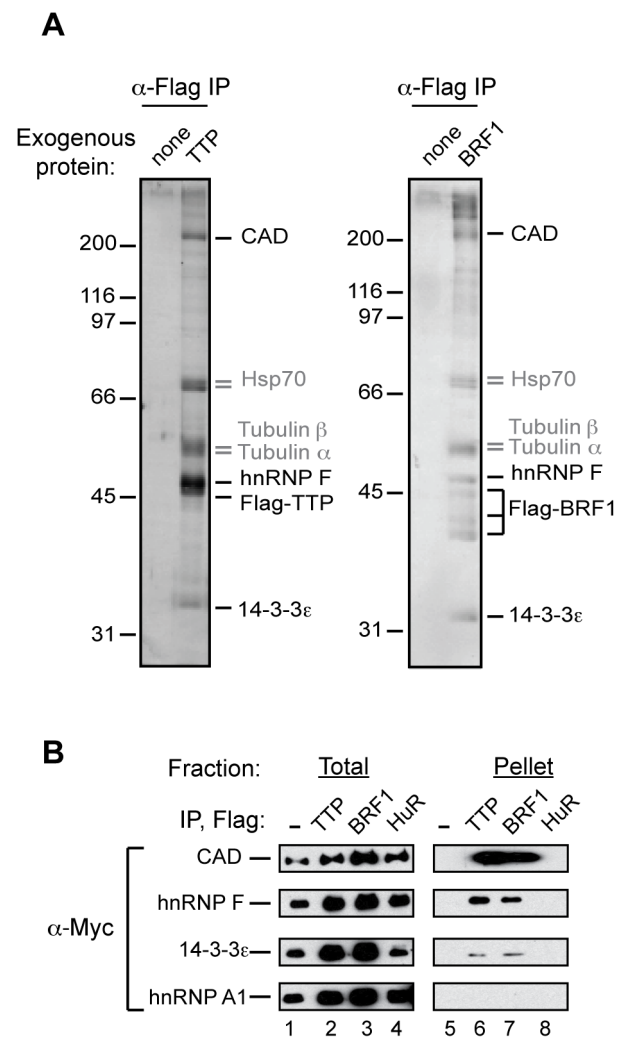 A
α-Flag IP
α-Flag IP
Exogenous protein:
none TTP
none BRF1
200
116
97
66
45
31
CAD
Hsp70
Tubulin β
Tubulin α
hnRNP F
Flag-TTP
14-3-3ε
200
116
97
66
45
31
CAD
Hsp70
Tubulin β
Tubulin α
hnRNP F
Flag-BRF1
14-3-3ε
B
Fraction: Total Pellet
IP, Flag: – TTP BRF1 HuR – TTP BRF1 HuR
α-Myc
CAD
hnRNP F
14-3-3ε
hnRNP A1
1 2 3 4 5 6 7 8